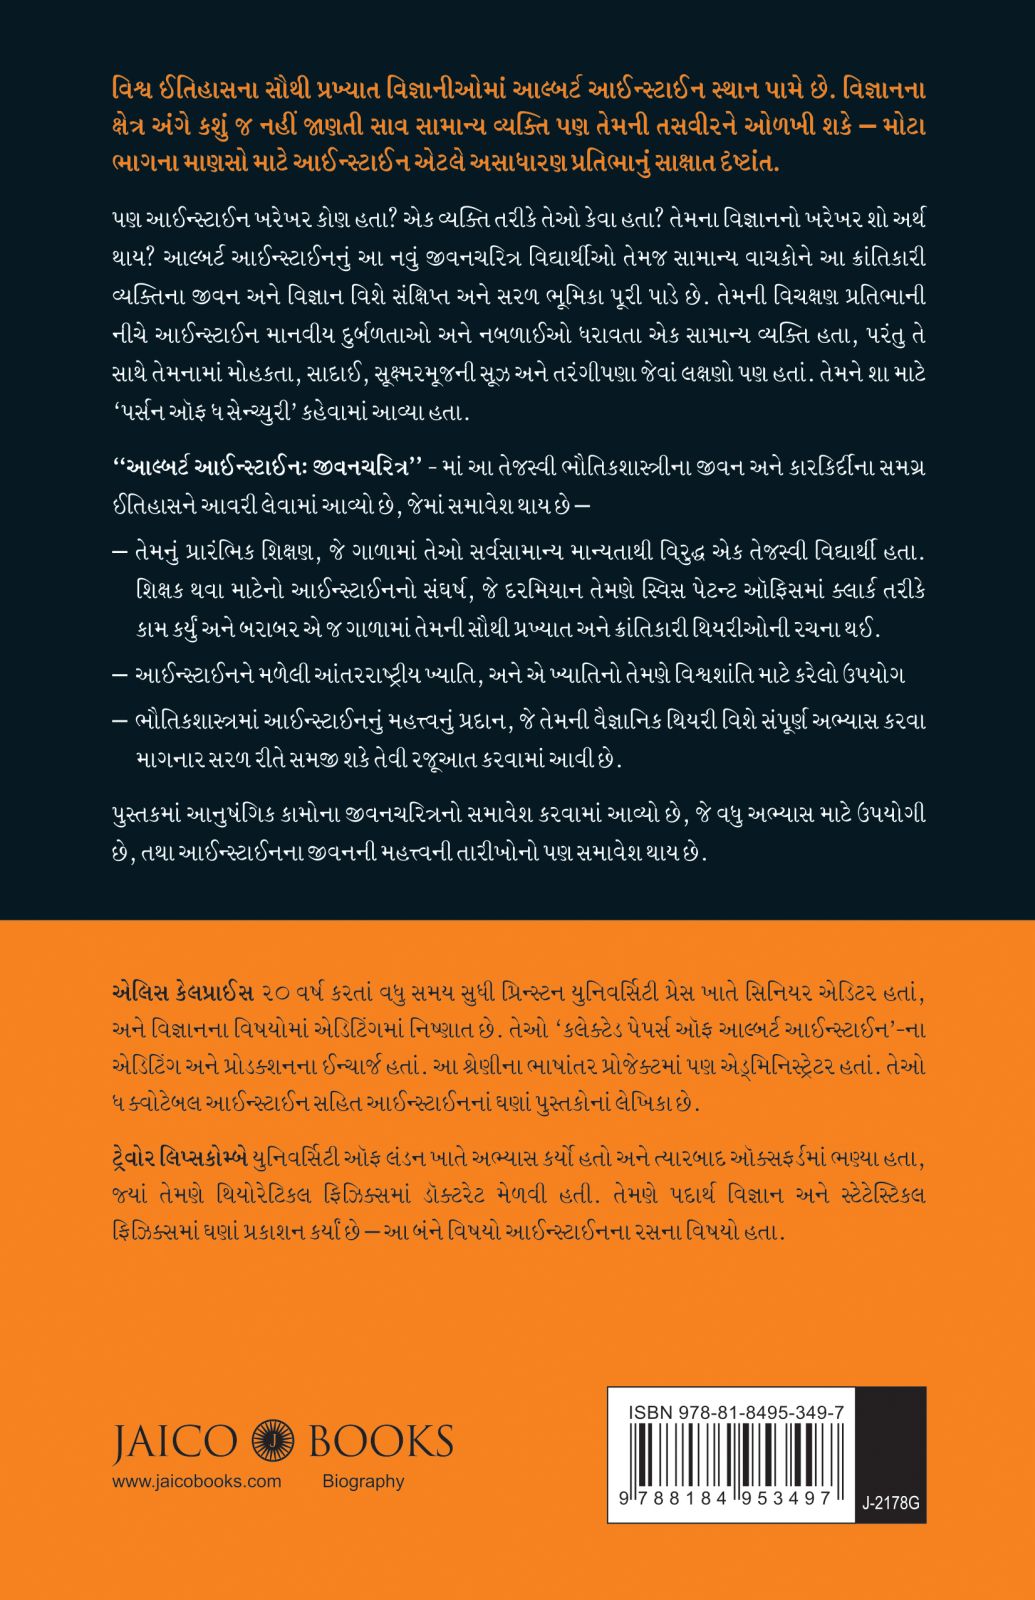 વિશ્વ ઈતિહાસના સૌથી પ્રખ્યાત વિજ્ઞાનીઓમાં આલ્બર્ટ આઈન્સ્ટાઈન સ્થાન પામે છે. વિજ્ઞાનના
ક્ષેત્ર અંગે કશું જ નહીં જાણતી સાવ સામાન્ય વ્યક્તિ પણ તેમની તસવીરને ઓળખી શકે – મોટા
ભાગના માણસો માટે આઈન્સ્ટાઈન એટલે અસાધારણ પ્રતિભાનું સાક્ષાત દૃષ્ટાંત.
પણ આઈન્સ્ટાઈન ખરેખર કોણ હતા? એક વ્યક્તિ તરીકે તેઓ કેવા હતા? તેમના વિજ્ઞાનનો ખરેખર શો અર્થ
થાય? આલ્બર્ટ આઈન્સ્ટાઈનનું આ નવું જીવનચરિત્ર વિદ્યાર્થીઓ તેમજ સામાન્ય વાચકોને આ ક્રાંતિકારી
વ્યક્તિના જીવન અને વિજ્ઞાન વિશે સંક્ષિપ્ત અને સરળ ભૂમિકા પૂરી પાડે છે. તેમની વિચક્ષણ પ્રતિભાની
નીચે આઈન્સ્ટાઈન માનવીય દુર્બળતાઓ અને નબળાઈઓ ધરાવતા એક સામાન્ય વ્યક્તિ હતા, પરંતુ તે
સાથે તેમનામાં મોહકતા, સાદાઈ, સૂક્ષ્મરમૂજની સૂઝ અને તરંગીપણા જેવાં લક્ષણો પણ હતાં. તેમને શા માટે
‘પર્સન ઑફ ધ સેન્ચ્યુરી’ કહેવામાં આવ્યા હતા.
“આલ્બર્ટ આઈન્સ્ટાઈનઃ જીવનચરિત્ર” - માં આ તેજસ્વી ભૌતિકશાસ્ત્રીના જીવન અને કારકિર્દીના સમગ્ર
ઈતિહાસને આવરી લેવામાં આવ્યો છે, જેમાં સમાવેશ થાય છે –
– તેમનું પ્રારંભિક શિક્ષણ, જે ગાળામાં તેઓ સર્વસામાન્ય માન્યતાથી વિરુદ્ધ એક તેજસ્વી વિદ્યાર્થી હતા.
શિક્ષક થવા માટેનો આઈન્સ્ટાઈનનો સંઘર્ષ, જે દરમિયાન તેમણે સ્વિસ પેટન્ટ ઑફિસમાં ક્લાર્ક તરીકે
કામ કર્યું અને બરાબર એ જ ગાળામાં તેમની સૌથી પ્રખ્યાત અને ક્રાંતિકારી થિયરીઓની રચના થઈ.
– આઈન્સ્ટાઈનને મળેલી આંતરરાષ્ટ્રીય ખ્યાતિ, અને એ ખ્યાતિનો તેમણે વિશ્વશાંતિ માટે કરેલો ઉપયોગ
– ભૌતિકશાસ્ત્રમાં આઈન્સ્ટાઈનનું મહત્ત્વનું પ્રદાન, જે તેમની વૈજ્ઞાનિક થિયરી વિશે સંપૂર્ણ અભ્યાસ કરવા
માગનાર સરળ રીતે સમજી શકે તેવી રજૂઆત કરવામાં આવી છે.
પુસ્તકમાં આનુષંગિક કામોના જીવનચરિત્રનો સમાવેશ કરવામાં આવ્યો છે, જે વધુ અભ્યાસ માટે ઉપયોગી
છે, તથા આઈન્સ્ટાઈનના જીવનની મહત્ત્વની તારીખોનો પણ સમાવેશ થાય છે.
એલિસ કેલપ્રાઈસ ૨૦ વર્ષ કરતાં વધુ સમય સુધી પ્રિન્સ્ટન યુનિવર્સિટી પ્રેસ ખાતે સિનિયર એડિટર હતાં,
અને વિજ્ઞાનના વિષયોમાં એડિટિંગમાં નિષ્ણાત છે. તેઓ ‘કલેક્ટેડ પેપર્સ ઑફ આલ્બર્ટ આઈન્સ્ટાઈન’-ના
એડિટિંગ અને પ્રોડક્શનના ઈન્ચાર્જ હતાં. આ શ્રેણીના ભાષાંતર પ્રોજેક્ટમાં પણ એડ્મિનિસ્ટ્રેટર હતાં. તેઓ
ધ ક્વોટેબલ આઈન્સ્ટાઈન સહિત આઈન્સ્ટાઈનનાં ઘણાં પુસ્તકોનાં લેખિકા છે.
ટ્રેવોર લિપ્સકોમ્બે યુનિવર્સિટી ઑફ લંડન ખાતે અભ્યાસ કર્યો હતો અને ત્યારબાદ ઑક્સફર્ડમાં ભણ્યા હતા,
જ્યાં તેમણે થિયોરેટિકલ ફિઝિક્સમાં ડૉક્ટરેટ મેળવી હતી. તેમણે પદાર્થ વિજ્ઞાન અને સ્ટેટેસ્ટિકલ
ફિઝિક્સમાં ઘણાં પ્રકાશન કર્યાં છે – આ બંને વિષયો આઈન્સ્ટાઈનના રસના વિષયો હતા.
JAICO J BOOKS
www.jaicobooks.com Biography
ISBN 978-81-8495-349-7
9 788184 953497
J-2178G